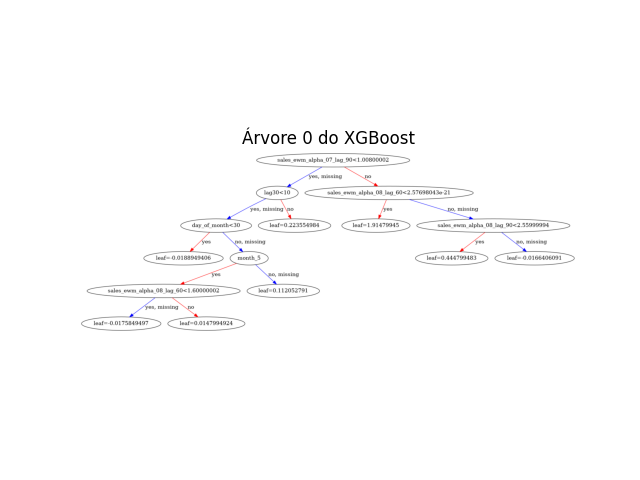 Árvore 0 do XGBoost
sales_ewm_alpha_07_lag_90<1.00800002
yes, missing
no
lag30<10
sales_ewm_alpha_08_lag_60<2.57698043e-21
yes, missing
no
yes
no, missing
day_of_month<30
leaf=0.223554984
leaf=1.91479945
sales_ewm_alpha_08_lag_90<2.55999994
yes
no, missing
yes
no, missing
leaf=-0.0188949406
month_5
leaf=0.444799483
leaf=-0.0166406091
yes
no, missing
sales_ewm_alpha_08_lag_60<1.60000002
leaf=0.112052791
yes, missing
no
leaf=-0.0175849497
leaf=0.0147994924